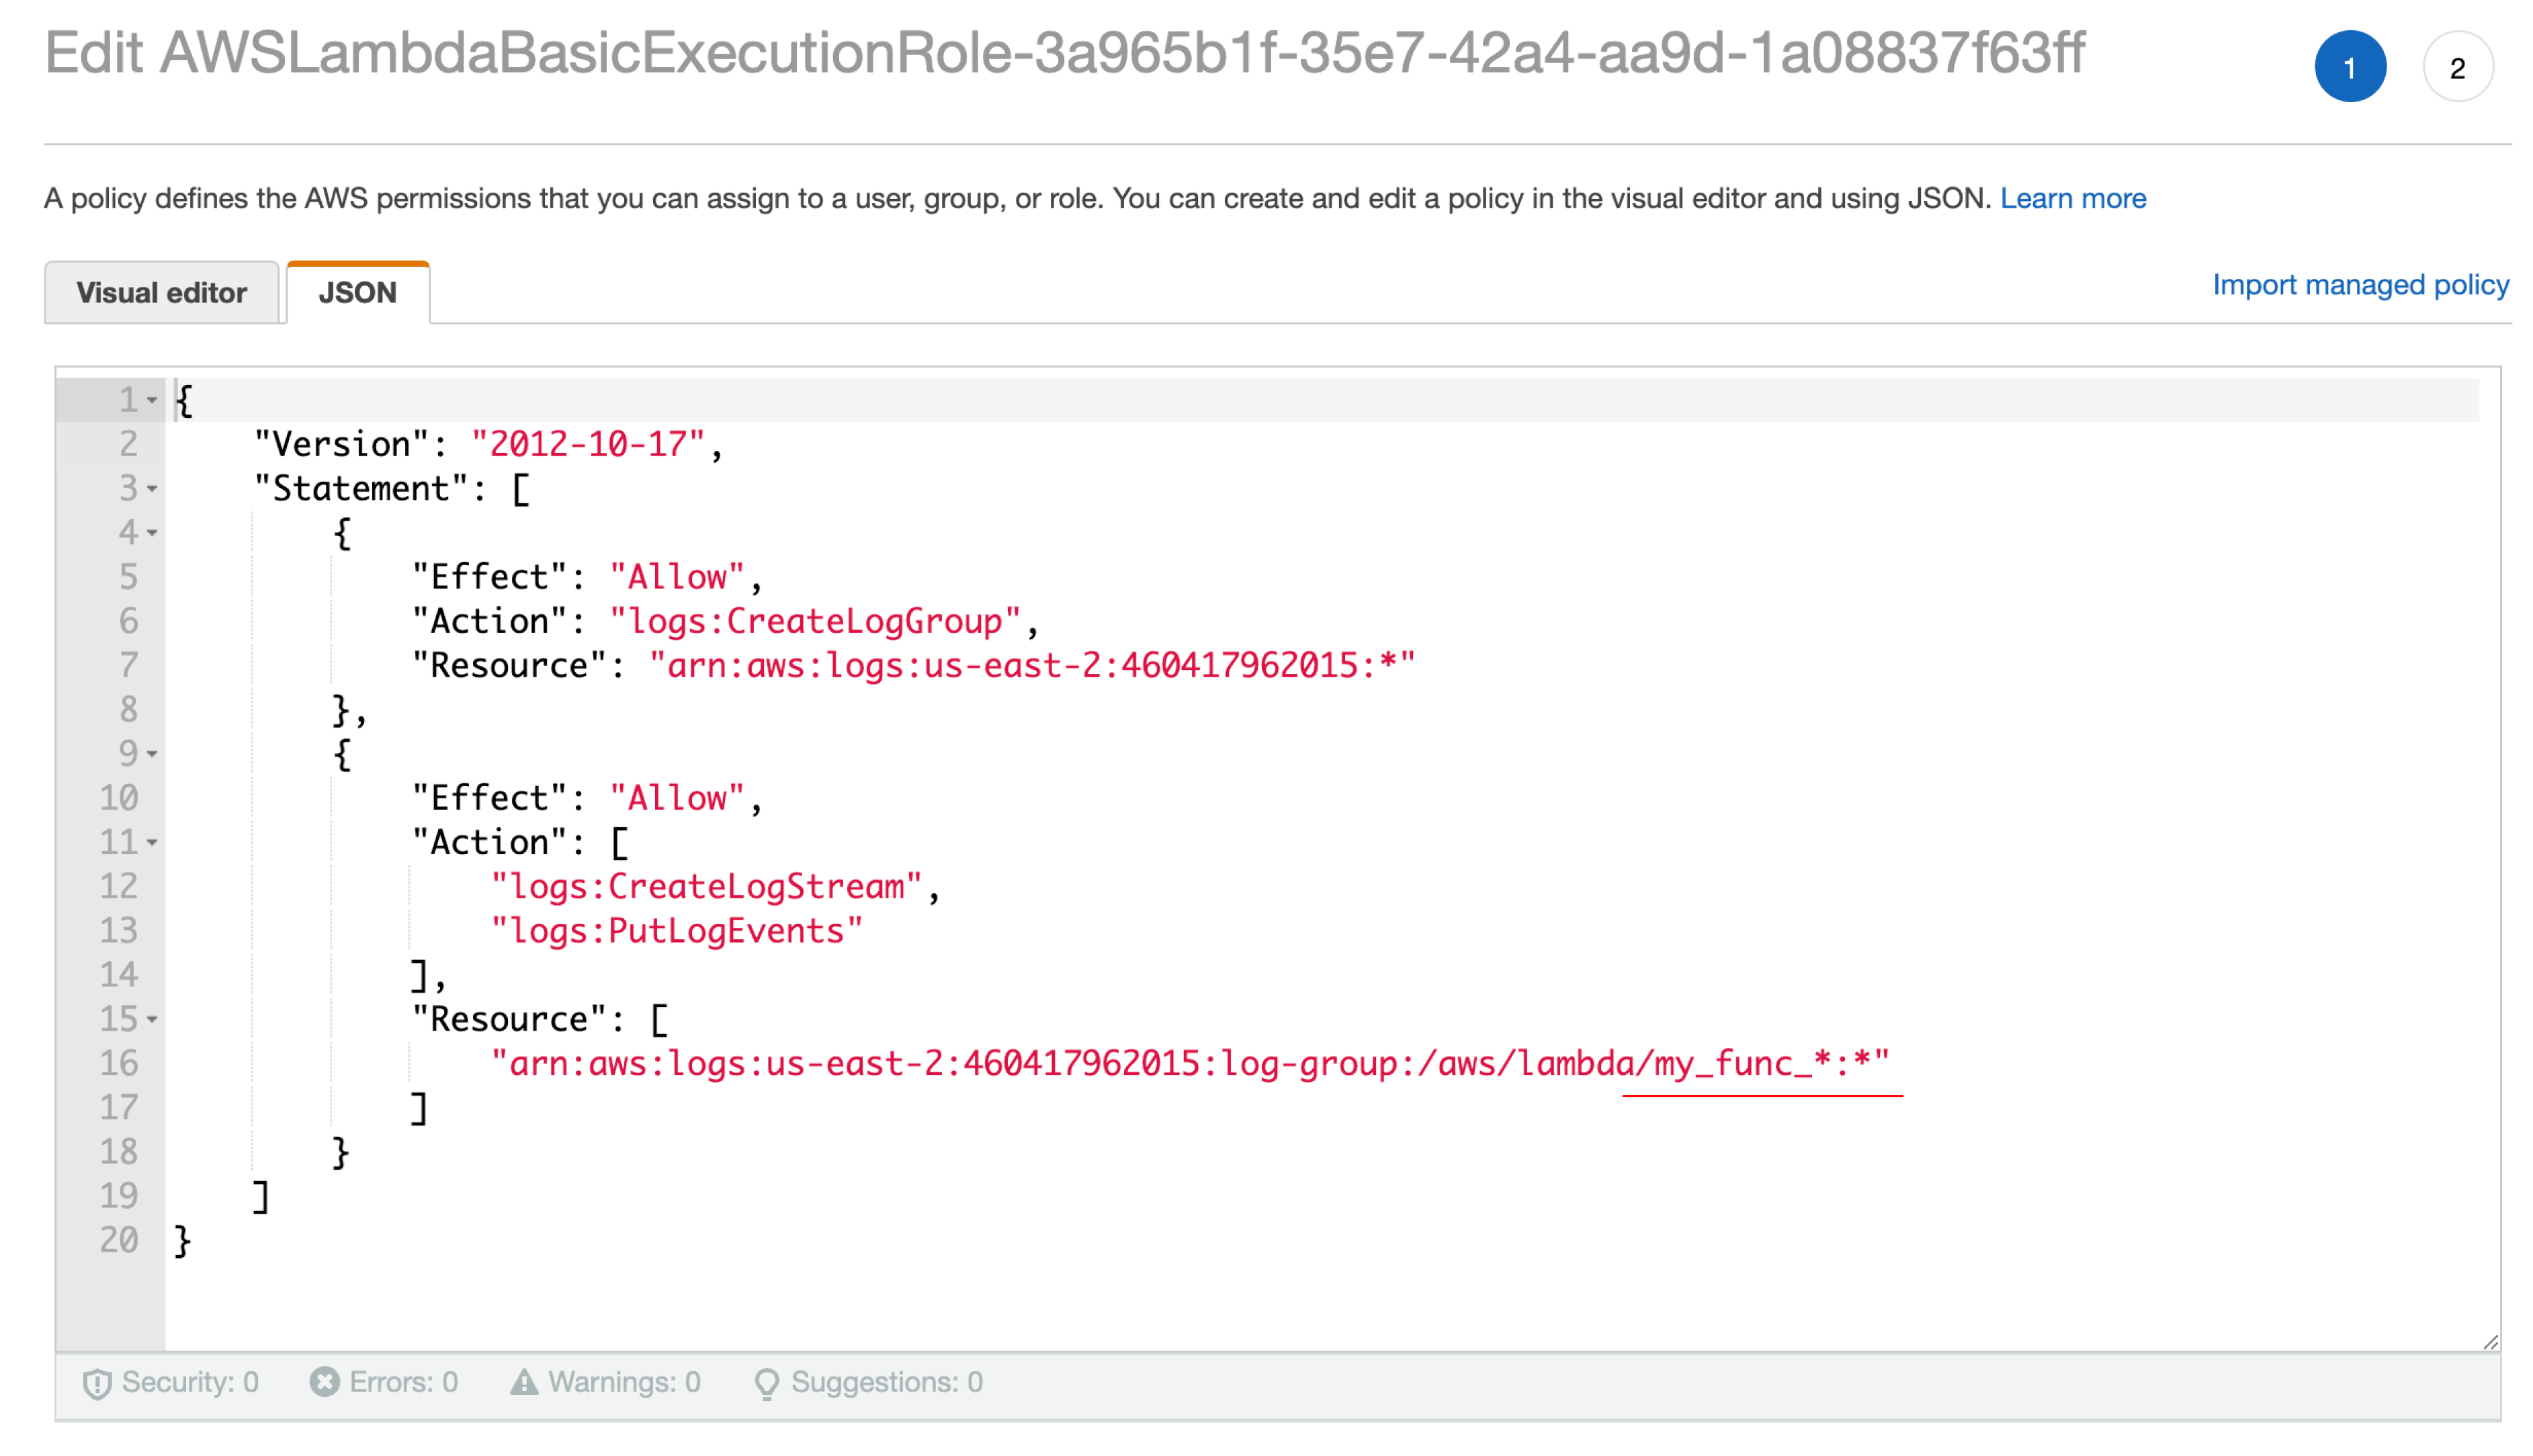 Edit AWSLambdaBasicExecutionRole-3a965b1f-35e7-42a4-aa9d-1a08837f63ff
1 2
A policy defines the AWS permissions that you can assign to a user, group, or role. You can create and edit a policy in the visual editor and using JSON. Learn more
Visual editor JSON Import managed policy
1 {
2     "Version": "2012-10-17",
3     "Statement": [
4         {
5             "Effect": "Allow",
6             "Action": "logs:CreateLogGroup",
7             "Resource": "arn:aws:logs:us-east-2:460417962015:*"
8         },
9         {
10             "Effect": "Allow",
11             "Action": [
12                 "logs:CreateLogStream",
13                 "logs:PutLogEvents"
14             ],
15             "Resource": [
16                 "arn:aws:logs:us-east-2:460417962015:log-group:/aws/lambda/my_func_*:*"
17             ]
18         }
19     ]
20 }
Security: 0 Errors: 0 Warnings: 0 Suggestions: 0